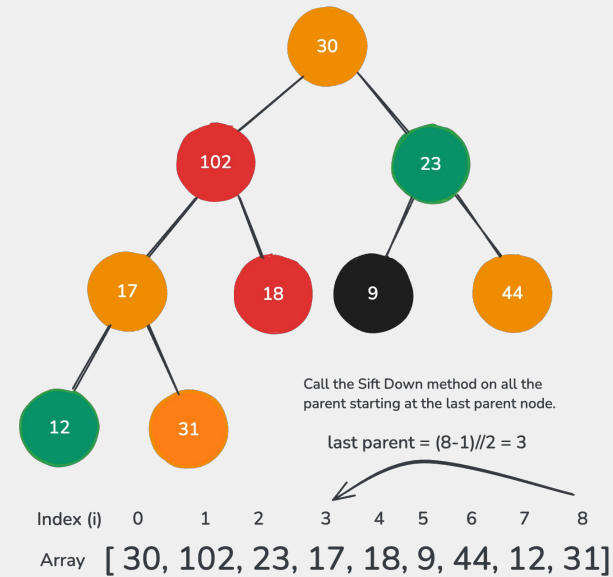 30
102
23
17
18
9
44
12
31
Call the Sift Down method on all the
parent starting at the last parent node.
last parent = (8-1)//2 = 3
Index (i) 0 1 2 3 4 5 6 7 8
Array [ 30, 102, 23, 17, 18, 9, 44, 12, 31]